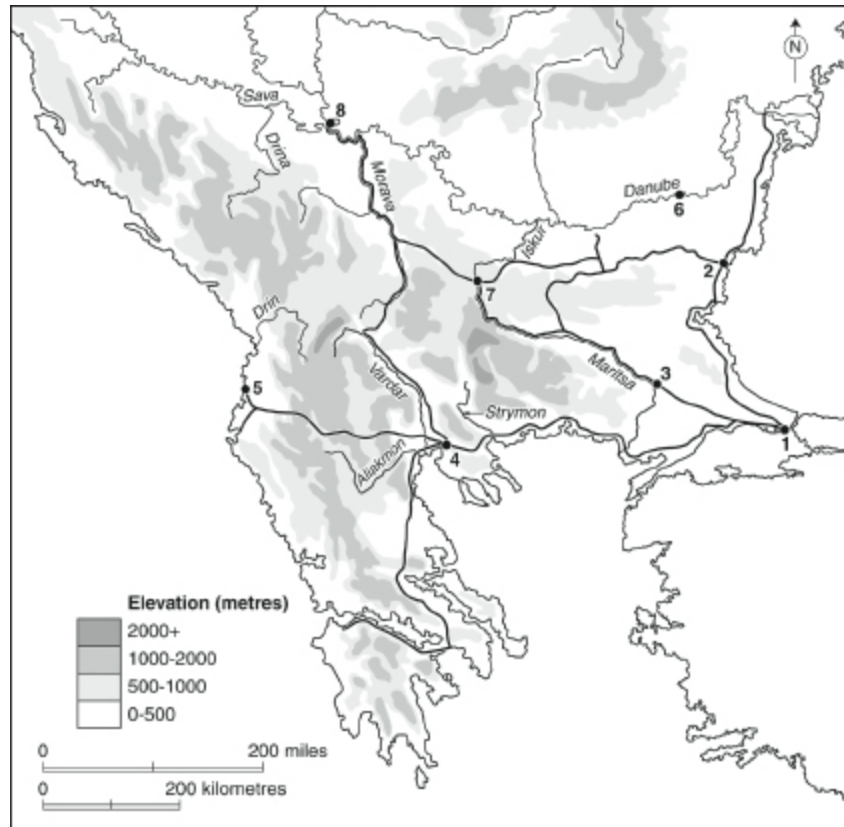 N
8
Sava
Drina
Morava
Danube
6
Iskur
2
7
Drin
Maritsa
3
5
Vardar
Strymon
1
4
Aliakmon
Elevation (metres)
2000+
1000-2000
500-1000
0-500
0 200 miles
0 200 kilometres